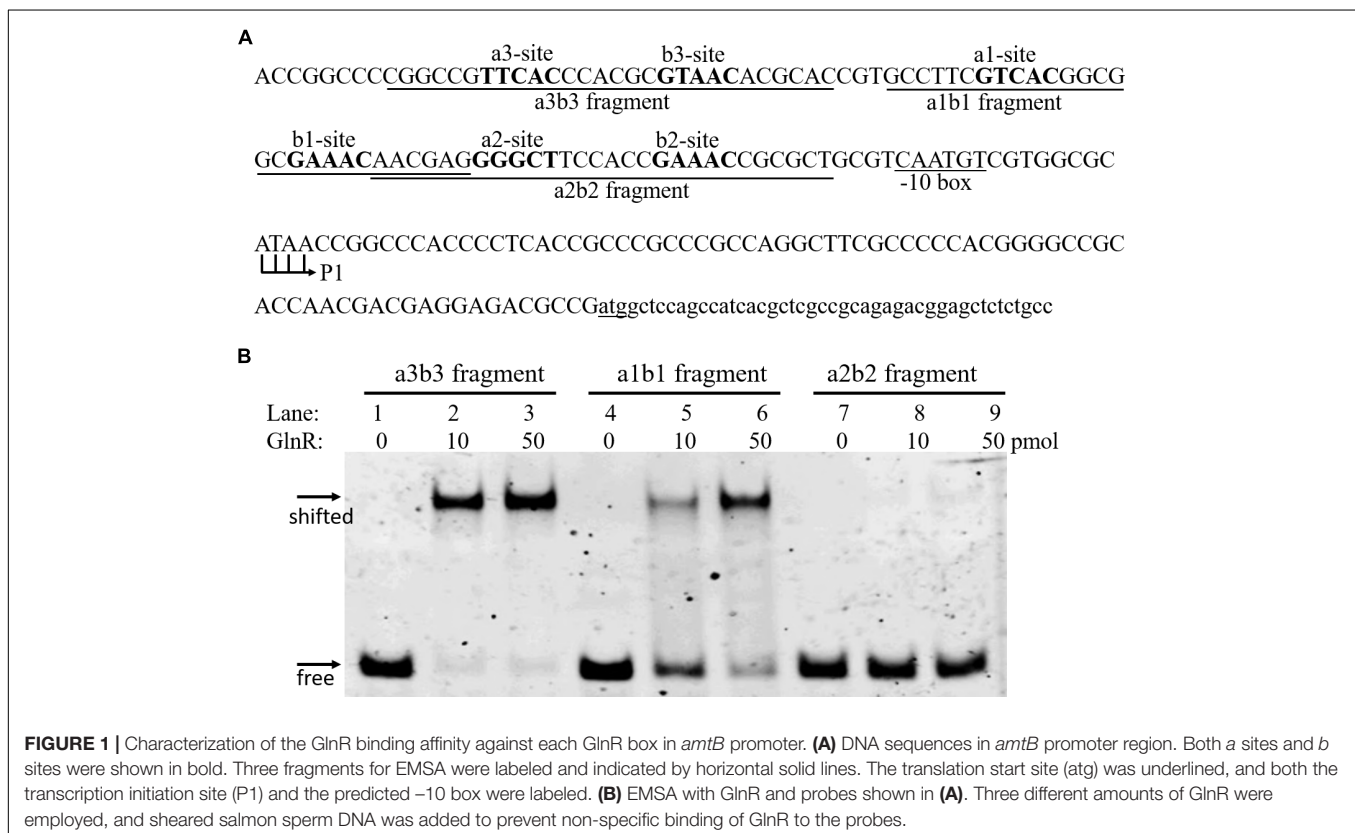 A
a3-site b3-site a1-site
ACCGGCCCCCGGCCGTTCACCCACGCGTAACACGCACCGTGCCTTCGTCACGGCG
a3b3 fragment a1b1 fragment
b1-site a2-site b2-site
GCGAAACAACGAGGGGCTTCCACCGAAACCGCGCTGCGTCAATGTCGTGGCGC
a2b2 fragment -10 box
ATAACCGGCCCACCCCTCACCGCCCGCCCGCCAGGCTTCGCCCCCACGGGGCCGC
P1
ACCAACGACGAGGAGACGCCGatggctccagccatcacgctcgccgcagagacggagctctctgcc
B
a3b3 fragment a1b1 fragment a2b2 fragment
Lane: 1 2 3 4 5 6 7 8 9
GlnR: 0 10 50 0 10 50 0 10 50 pmol
shifted
free
FIGURE 1 | Characterization of the GlnR binding affinity against each GlnR box in amtB promoter. (A) DNA sequences in amtB promoter region. Both a sites and b
sites were shown in bold. Three fragments for EMSA were labeled and indicated by horizontal solid lines. The translation start site (atg) was underlined, and both the
transcription initiation site (P1) and the predicted –10 box were labeled. (B) EMSA with GlnR and probes shown in (A). Three different amounts of GlnR were
employed, and sheared salmon sperm DNA was added to prevent non-specific binding of GlnR to the probes.